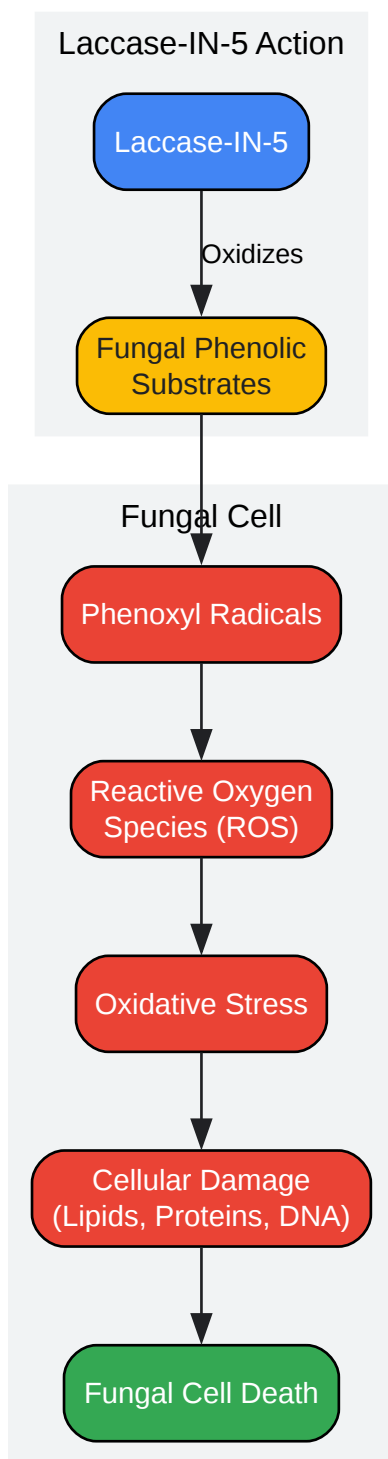 Laccase-IN-5 Action
Laccase-IN-5
Oxidizes
Fungal Phenolic
Substrates
Fungal Cell
Phenoxyl Radicals
Reactive Oxygen
Species (ROS)
Oxidative Stress
Cellular Damage
(Lipids, Proteins, DNA)
Fungal Cell Death